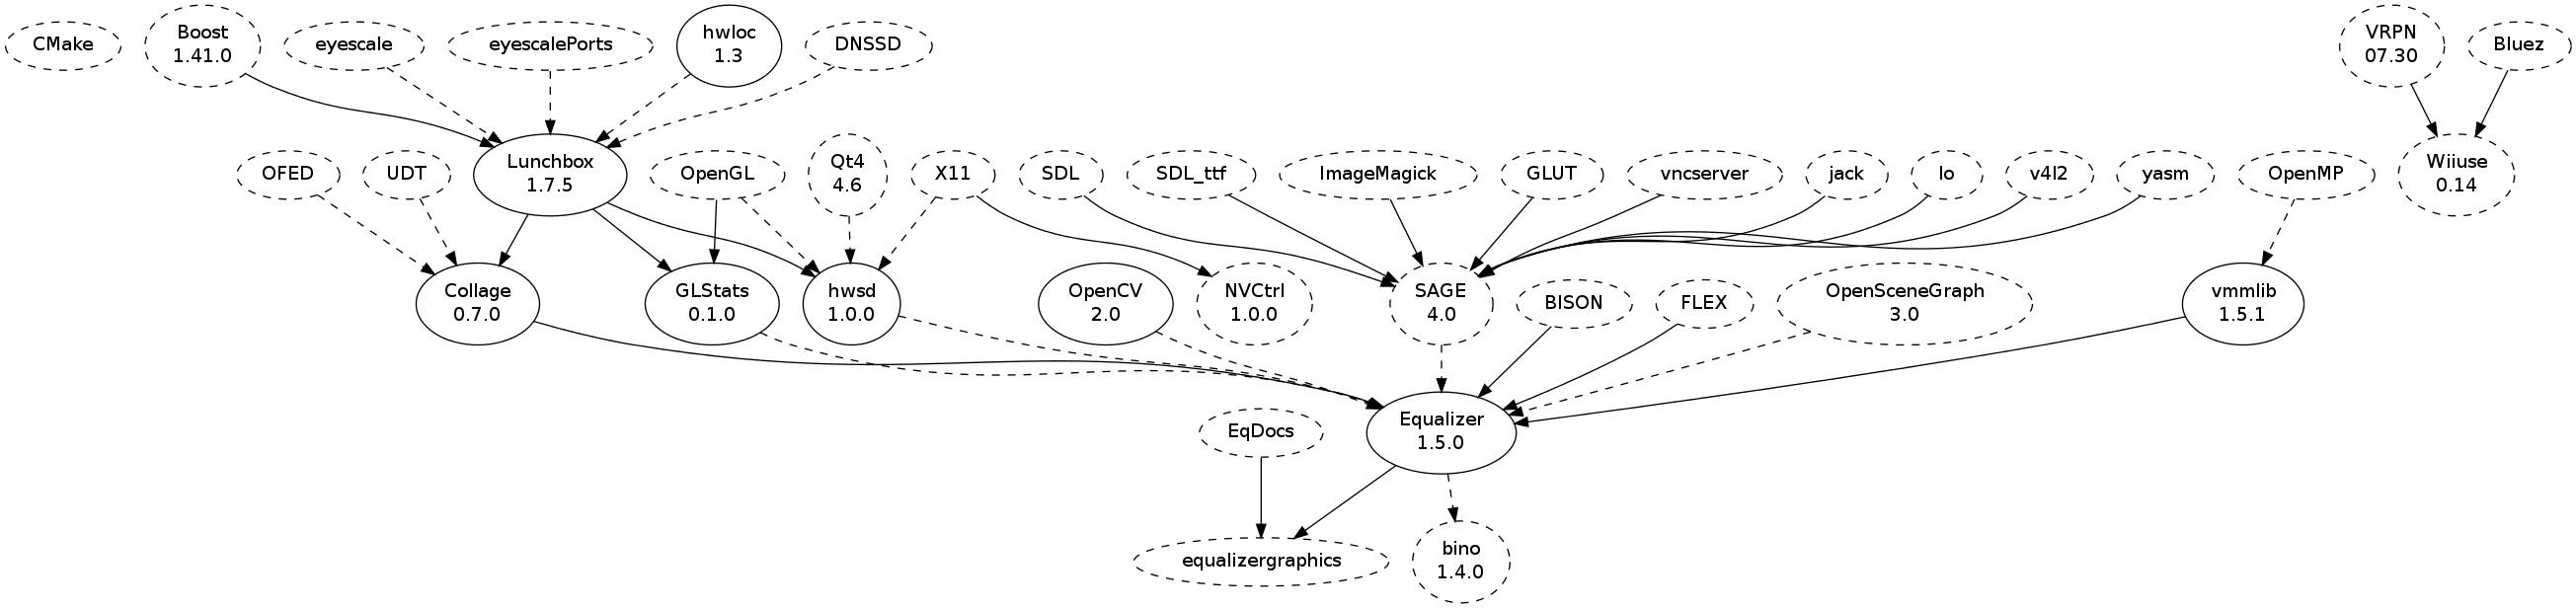 CMake
Boost
1.41.0
eyescale
eyescalePorts
hwloc
1.3
DNSSD
VRPN
07.30
Bluez
OFED
UDT
Lunchbox
1.7.5
OpenGL
Qt4
4.6
X11
SDL
SDL_ttf
ImageMagick
GLUT
vncserver
jack
lo
v4l2
yasm
OpenMP
Wiiuse
0.14
Collage
0.7.0
GLStats
0.1.0
hwsd
1.0.0
OpenCV
2.0
NVCtrl
1.0.0
SAGE
4.0
BISON
FLEX
OpenSceneGraph
3.0
vmmlib
1.5.1
EqDocs
Equalizer
1.5.0
equalizergraphics
bino
1.4.0